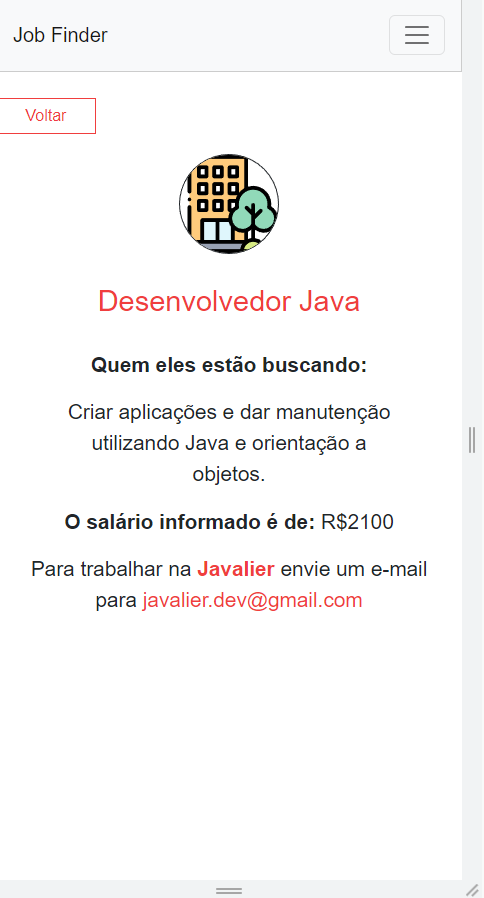 Job Finder
Voltar
Desenvolvedor Java
Quem eles estão buscando:
Criar aplicações e dar manutenção
utilizando Java e orientação a
objetos.
O salário informado é de: R$2100
Para trabalhar na Javalier envie um e-mail
para javalier.dev@gmail.com